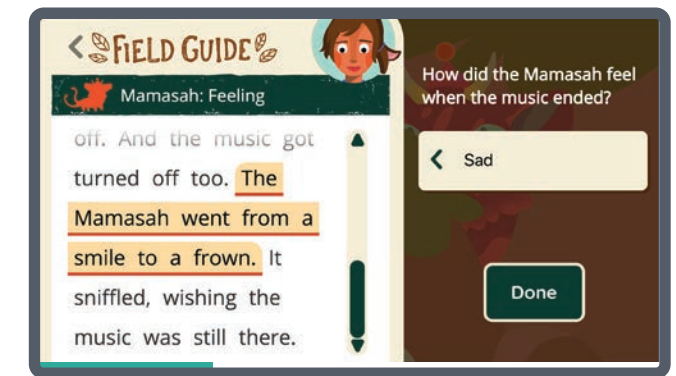 FIELD GUIDE
Mamasah: Feeling
off. And the music got
turned off too. The
Mamasah went from a
smile to a frown. It
sniffled, wishing the
music was still there.
How did the Mamasah feel
when the music ended?
Sad
Done